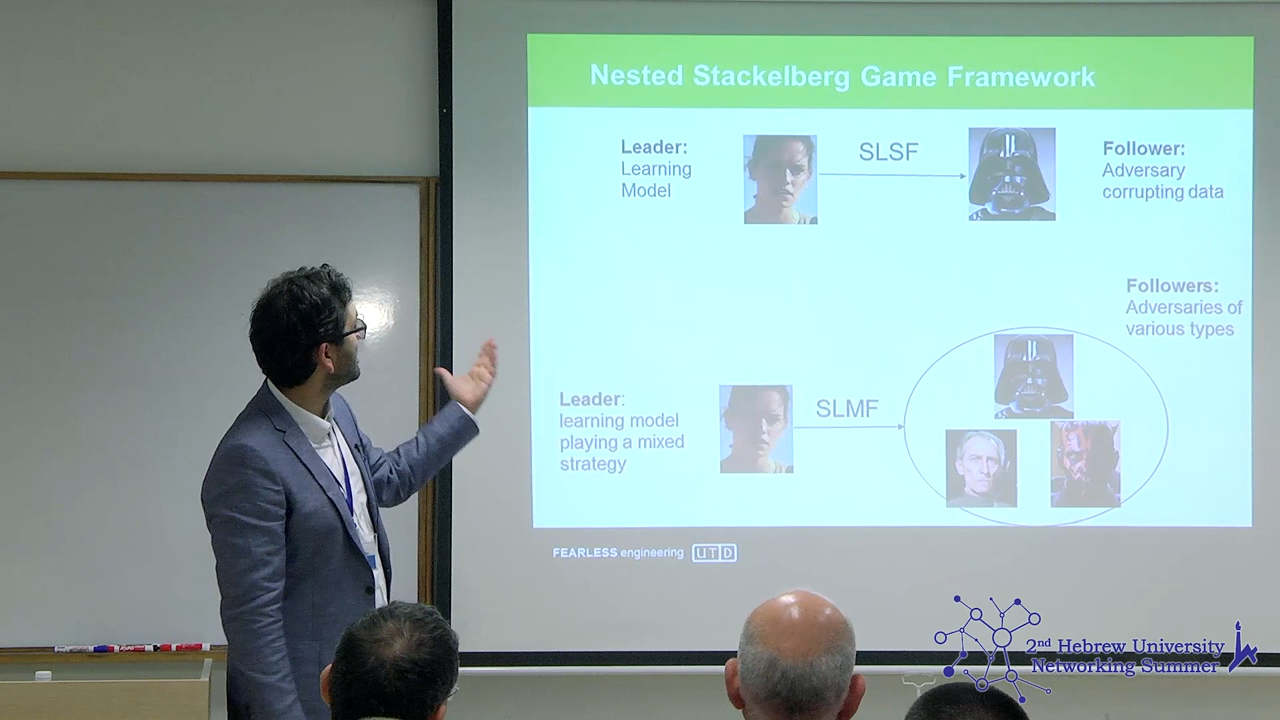 Nested Stackelberg Game Framework
Leader:
Learning
Model
SLSF
Follower:
Adversary
corrupting data
Followers:
Adversaries of
various types
Leader:
learning model
playing a mixed
strategy
SLMF
FEARLESS engineering UTD
2nd Hebrew University
Networking Summer